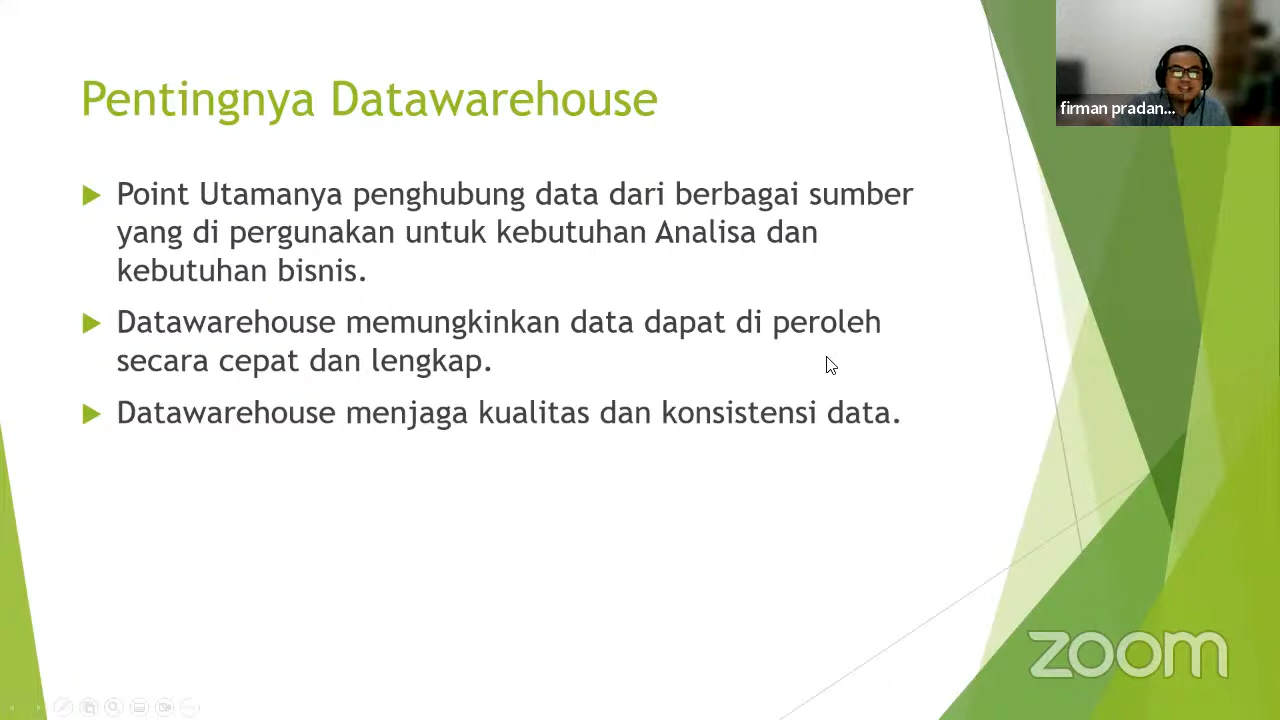 Pentingnya Datawarehouse
firman pradan...
Point Utamanya penghubung data dari berbagai sumber
yang di pergunakan untuk kebutuhan Analisa dan
kebutuhan bisnis.
Datawarehouse memungkinkan data dapat di peroleh
secara cepat dan lengkap.
Datawarehouse menjaga kualitas dan konsistensi data.
zoom